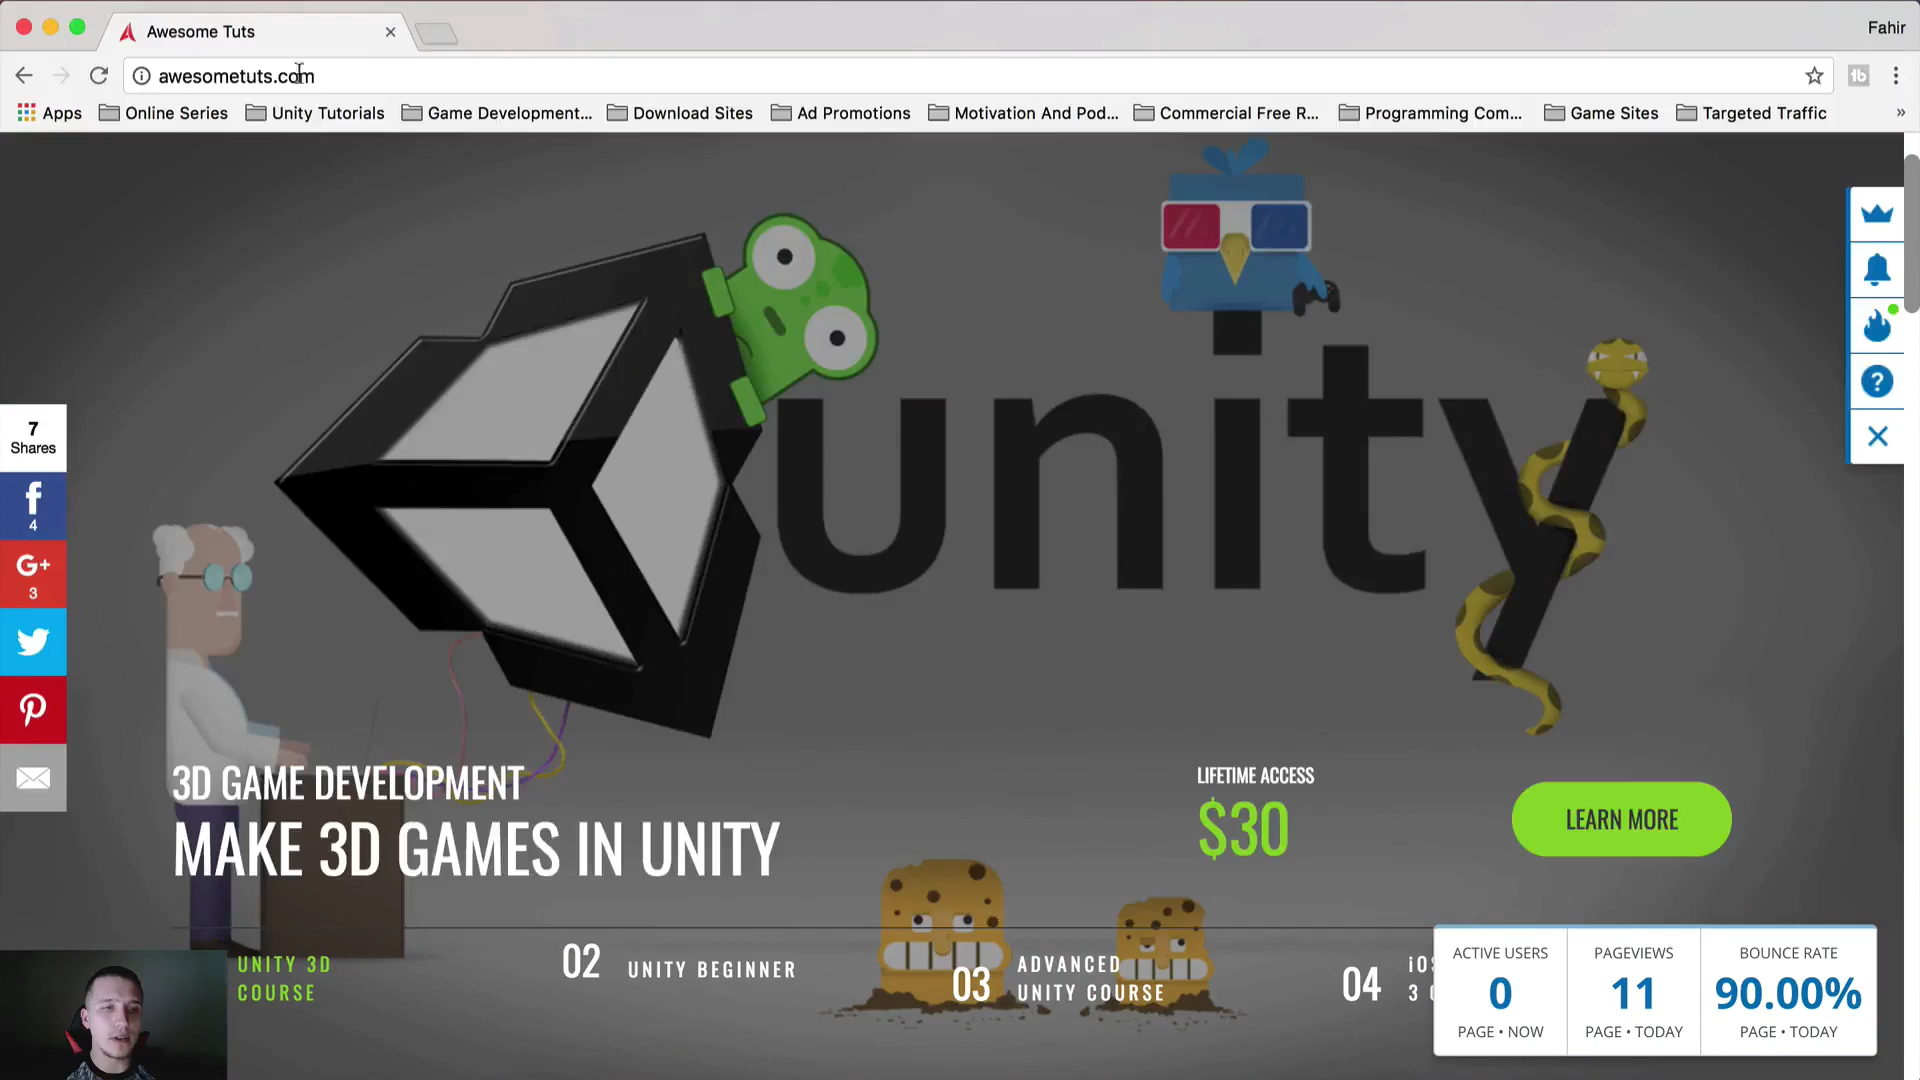 Awesome Tuts
Fahir
awesometuts.com
Apps
Online Series
Unity Tutorials
Game Development...
Download Sites
Ad Promotions
Motivation And Pod...
Commercial Free R...
Programming Com...
Game Sites
Targeted Traffic
»
unity
7
Shares
4
G+
3
3D GAME DEVELOPMENT
MAKE 3D GAMES IN UNITY
LIFETIME ACCESS
$30
LEARN MORE
UNITY 3D
COURSE
02 UNITY BEGINNER
03 ADVANCED
UNITY COURSE
04
3
ACTIVE USERS
0
PAGE • NOW
PAGEVIEWS
11
PAGE • TODAY
BOUNCE RATE
90.00%
PAGE • TODAY